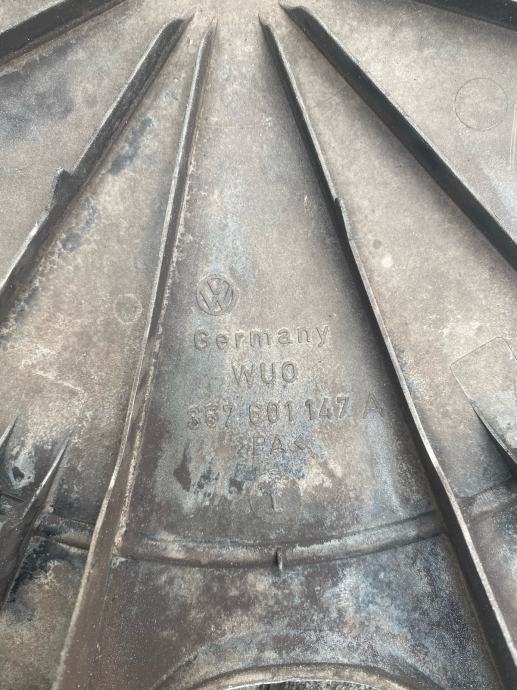 VW
Germany
WUO
357 601 147 A
>PA<
1